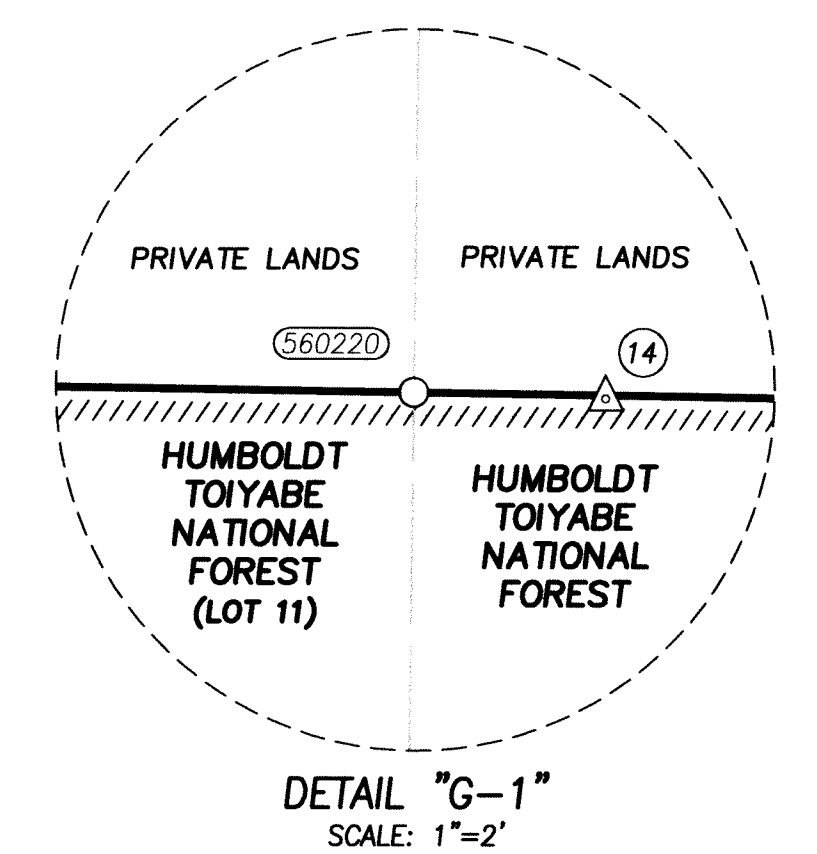 PRIVATE LANDS
PRIVATE LANDS
560220
14
HUMBOLDT
TOIYABE
NATIONAL
FOREST
(LOT 11)
HUMBOLDT
TOIYABE
NATIONAL
FOREST
DETAIL "G-1"
SCALE: 1"=2'